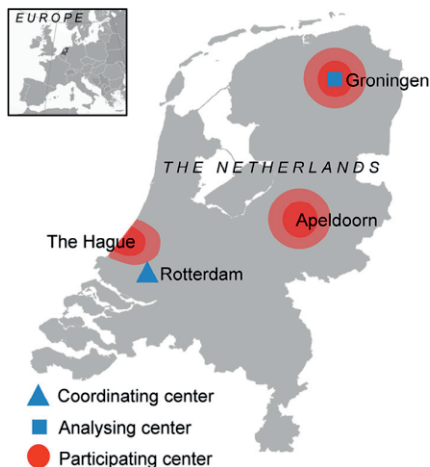 EUROPE
Groningen
THE NETHERLANDS
Apeldoorn
The Hague
Rotterdam
Coordinating center
Analysing center
Participating center